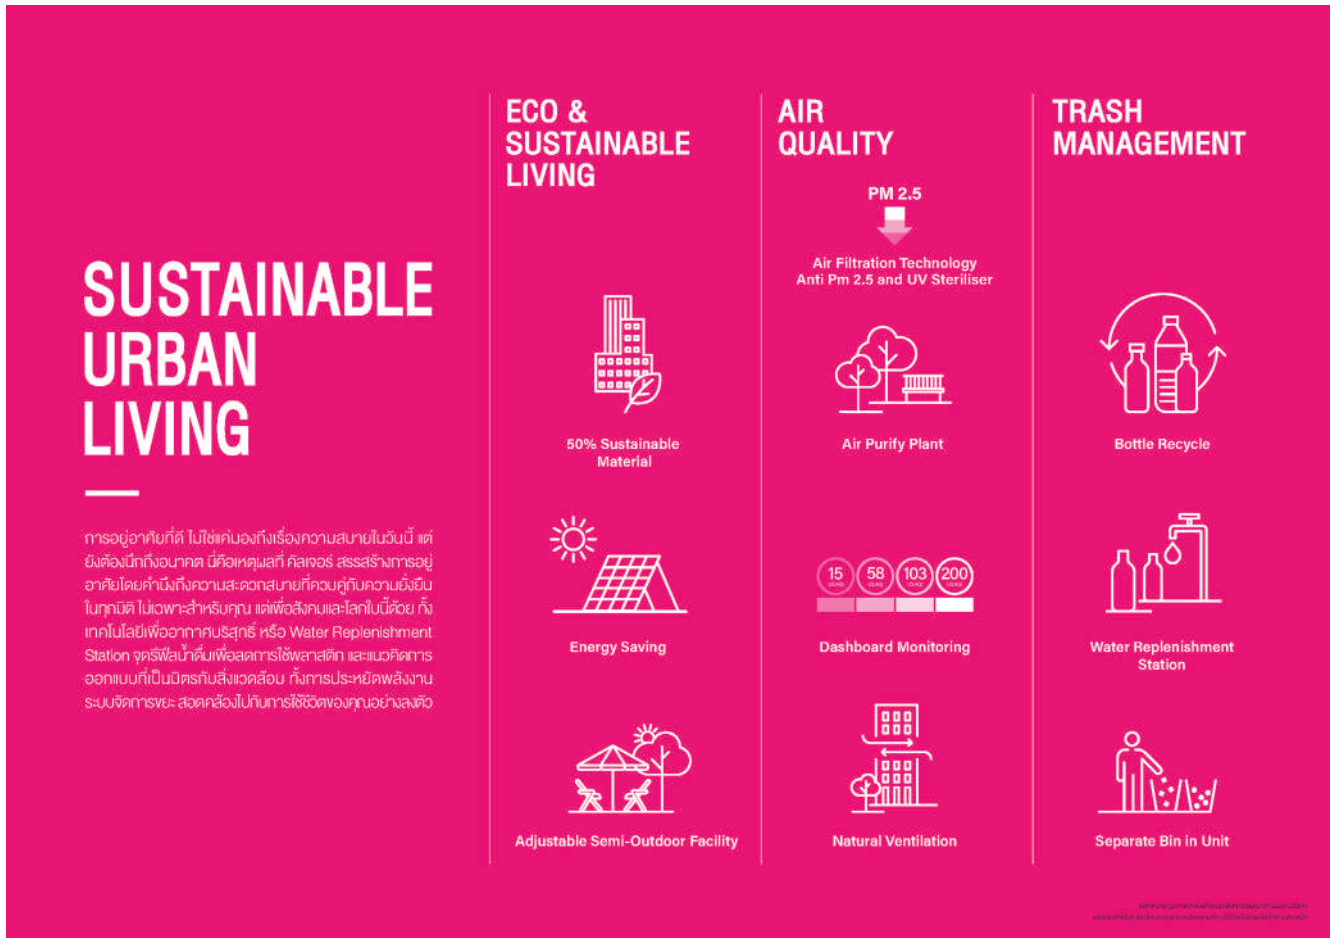 SUSTAINABLE
URBAN
LIVING
การอยู่อาศัยที่ดี ไม่ใช่แค่มองถึงเรื่องความสบายในวันนี้ แต่
ยังต้องนึกถึงอนาคต นี่คือเหตุผลที่ คัลเจอร์ สรรสร้างการอยู่
อาศัยโดยคำนึงถึงความสะดวกสบายที่ควบคู่กับความยั่งยืน
ในทุกมิติ ไม่เฉพาะสำหรับคุณ แต่เพื่อสังคมและโลกใบนี้ด้วย ทั้ง
เทคโนโลยีเพื่ออากาศบริสุทธิ์ หรือ Water Replenishment
Station จุดรีฟิลน้ำดื่มเพื่อลดการใช้พลาสติก และแนวคิดการ
ออกแบบที่เป็นมิตรกับสิ่งแวดล้อม ทั้งการประหยัดพลังงาน
ระบบจัดการขยะ สอดคล้องไปกับการใช้ชีวิตของคุณอย่างลงตัว
ECO &
SUSTAINABLE
LIVING
50% Sustainable
Material
Energy Saving
Adjustable Semi-Outdoor Facility
AIR
QUALITY
PM 2.5
Air Filtration Technology
Anti Pm 2.5 and UV Steriliser
Air Purify Plant
15 58 103 200
Dashboard Monitoring
Natural Ventilation
TRASH
MANAGEMENT
Bottle Recycle
Water Replenishment
Station
Separate Bin in Unit